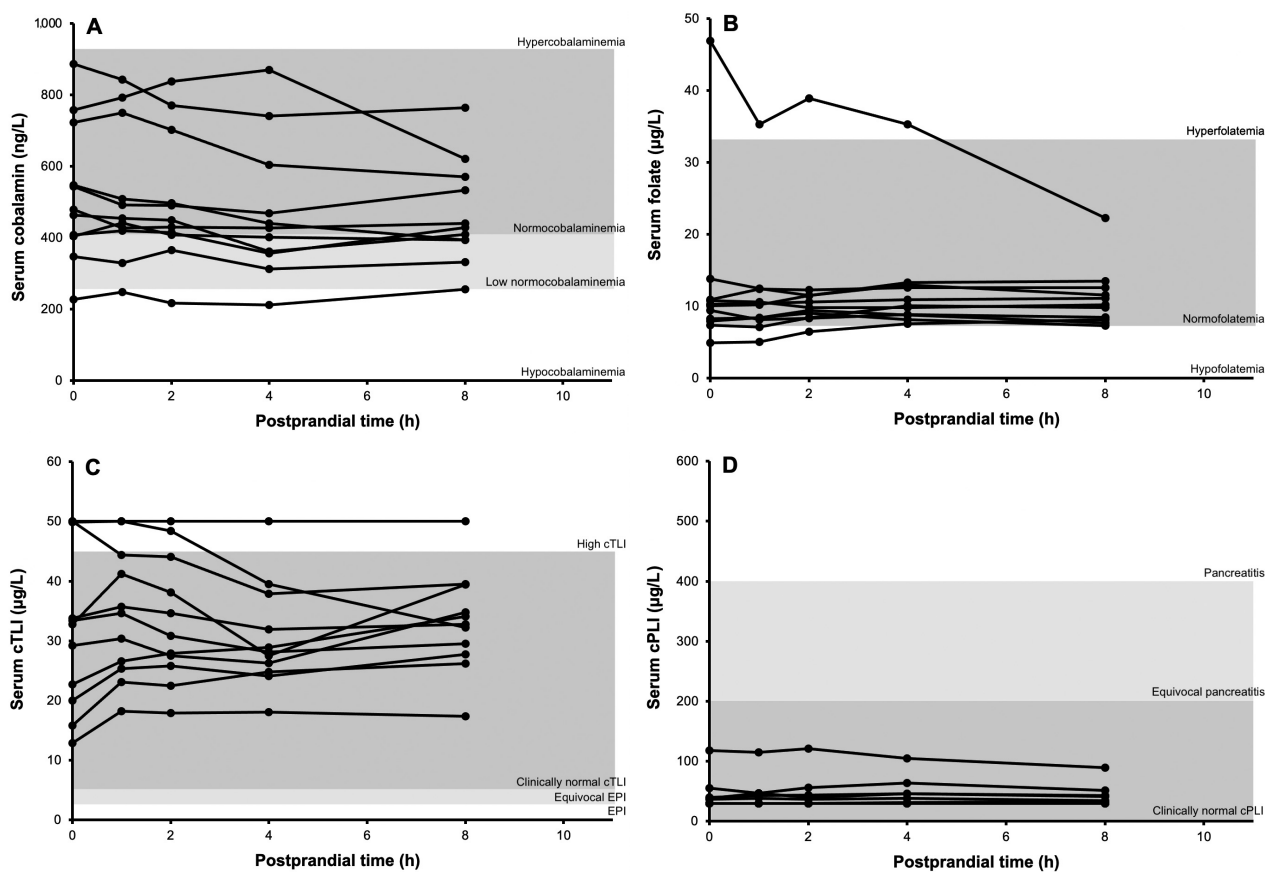 A
Serum cobalamin (ng/L)
1,000
800
600
400
200
0
Hypercobalaminemia
Normocobalaminemia
Low normocobalaminemia
Hypocobalaminemia
0 2 4 6 8 10
Postprandial time (h)
B
Serum folate (µg/L)
50
40
30
20
10
0
Hyperfolatemia
Normofolatemia
Hypofolatemia
0 2 4 6 8 10
Postprandial time (h)
C
Serum cTLI (µg/L)
60
50
40
30
20
10
0
High cTLI
Clinically normal cTLI
Equivocal EPI
EPI
0 2 4 6 8 10
Postprandial time (h)
D
Serum cPLI (µg/L)
600
500
400
300
200
100
0
Pancreatitis
Equivocal pancreatitis
Clinically normal cPLI
0 2 4 6 8 10
Postprandial time (h)